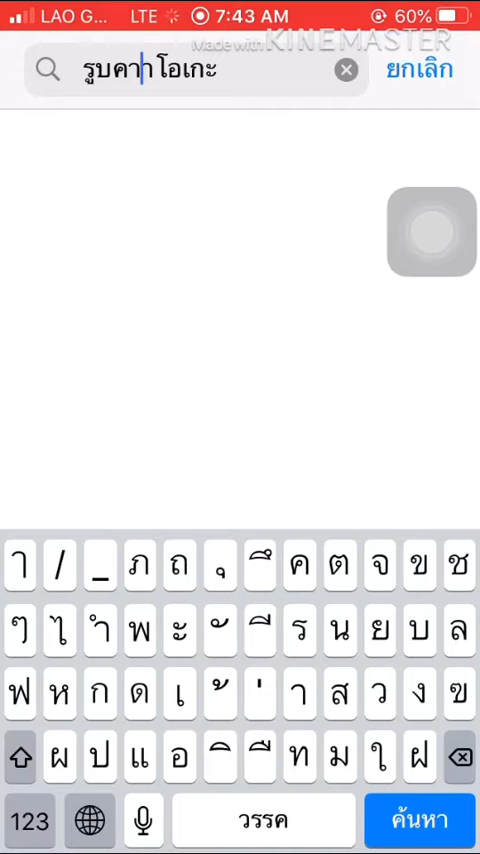 LAO G... LTE 7:43 AM 60%
Made with KINEMASTER
รูบคาาโอเกะ ยกเลิก
ๅ / _ ภ ถ ุ ึ ค ต จ ข ช
ๆ ไ ำ พ ะ ั ี ร น ย บ ล
ฟ ห ก ด เ ้ ่ า ส ว ง ฃ
ผ ป แ อ ิ ื ท ม ใ ฝ
123 วรรค ค้นหา